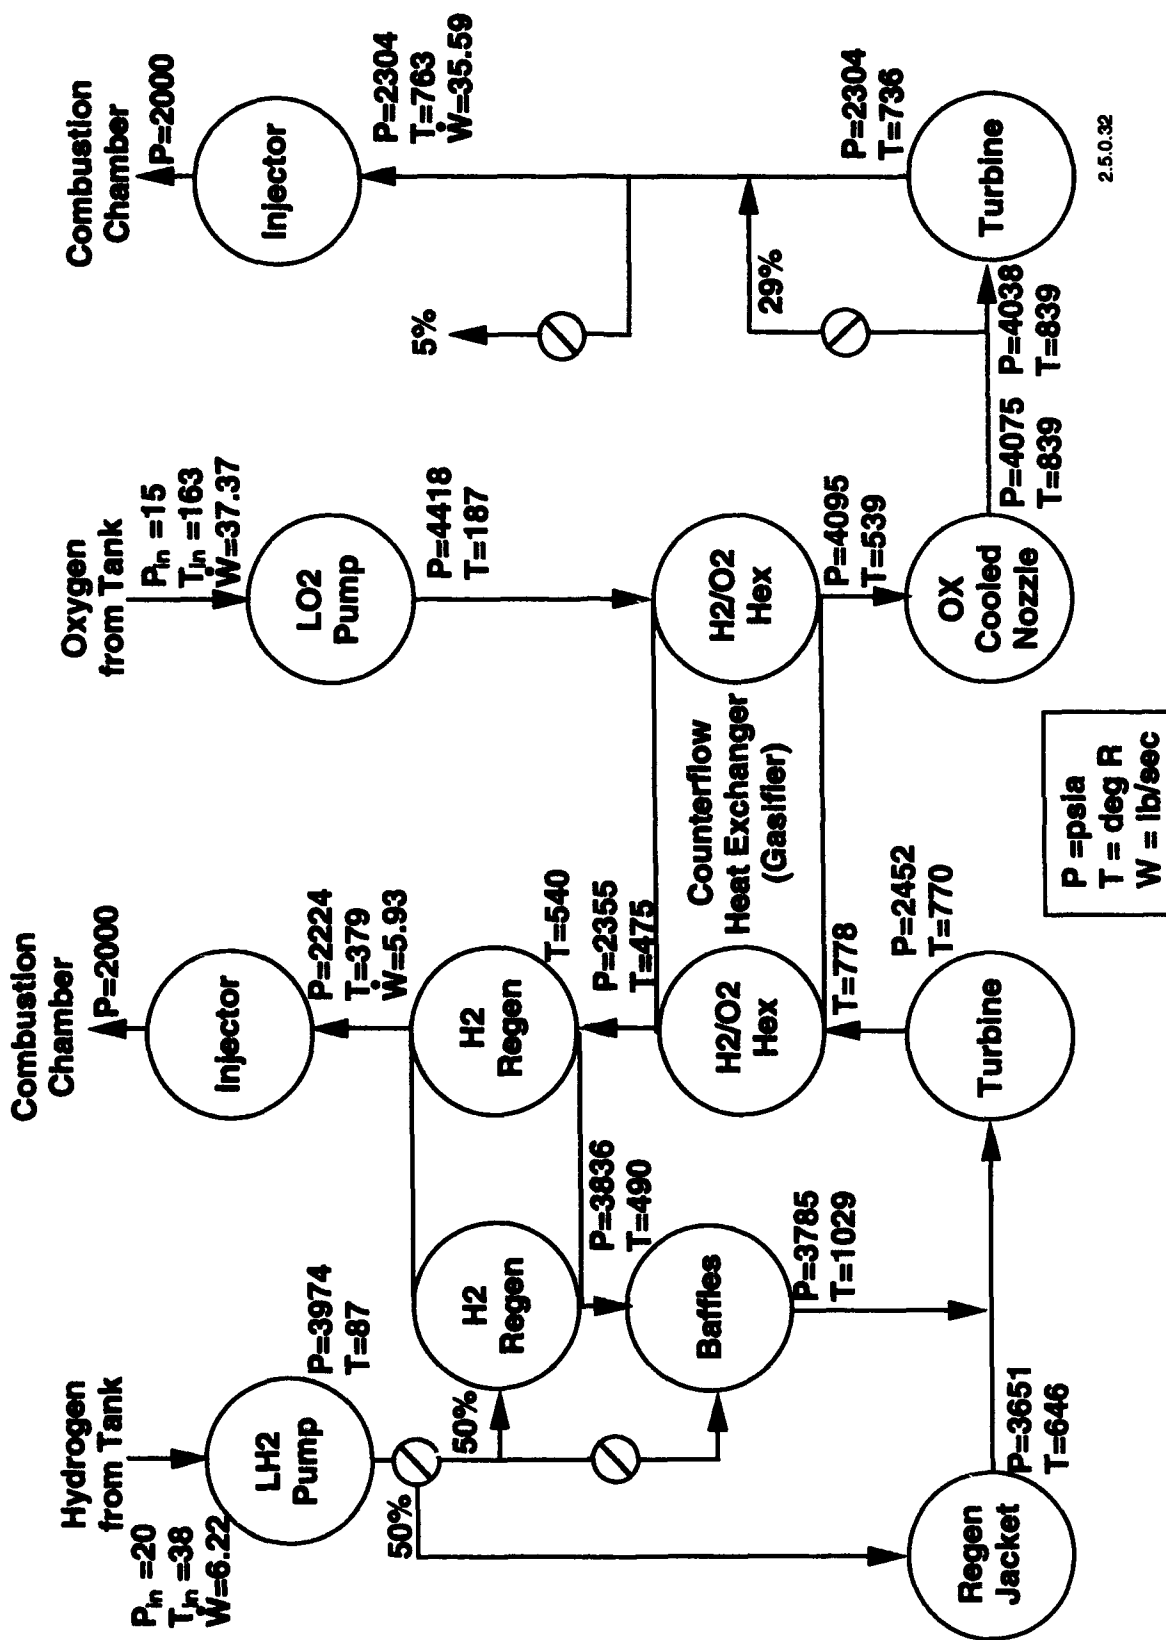 Hydrogen
from Tank
Pin =20
Tin =38
Ẇ=6.22
LH2
Pump
P=3974
T=87
50%
50%
H2
Regen
P=3836
T=490
Baffles
P=3785
T=1029
Regen
Jacket
P=3651
T=646
Combustion
Chamber
P=2000
Injector
P=2224
T=379
Ẇ=5.93
H2
Regen
T=540
P=2355
T=475
H2/O2
Hex
T=778
P=2452
T=770
Turbine
Counterflow
Heat Exchanger
(Gasifier)
Oxygen
from Tank
Pin =15
Tin =163
Ẇ=37.37
LO2
Pump
P=4418
T=187
H2/O2
Hex
P=4095
T=539
OX
Cooled
Nozzle
P=4075
T=839
P=4038
T=839
Combustion
Chamber
P=2000
Injector
P=2304
T=763
Ẇ=35.59
5%
29%
P=2304
T=736
Turbine
P =psia
T = deg R
W = lb/sec
2.5.0.32